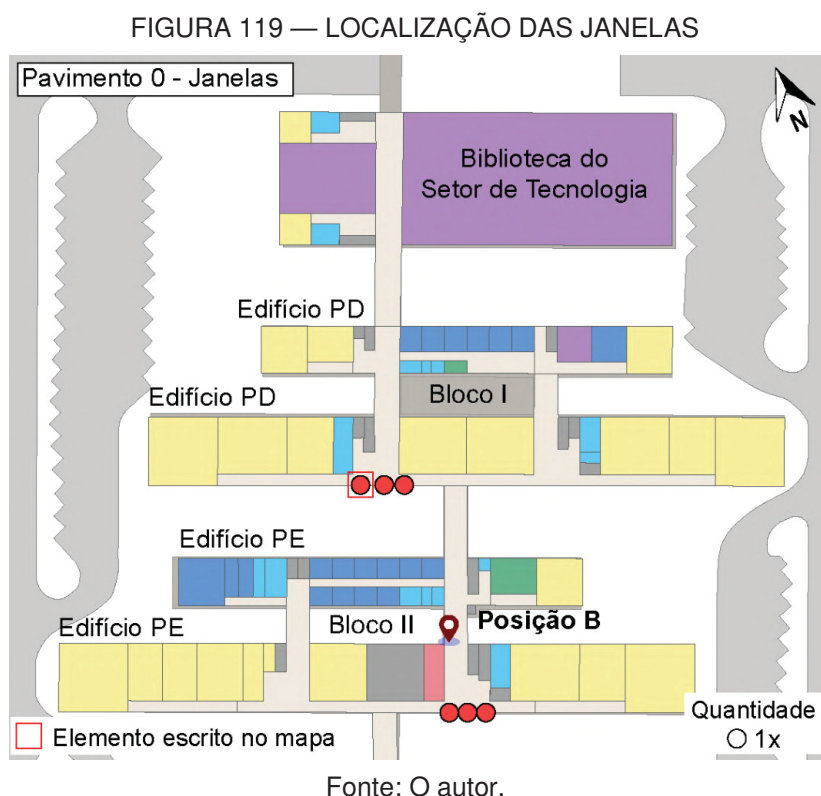 FIGURA 119 — LOCALIZAÇÃO DAS JANELAS
Pavimento 0 - Janelas
N
Biblioteca do
Setor de Tecnologia
Edifício PD
Bloco I
Edifício PD
Edifício PE
Edifício PE
Bloco II
Posição B
Quantidade
1x
Elemento escrito no mapa
Fonte: O autor.